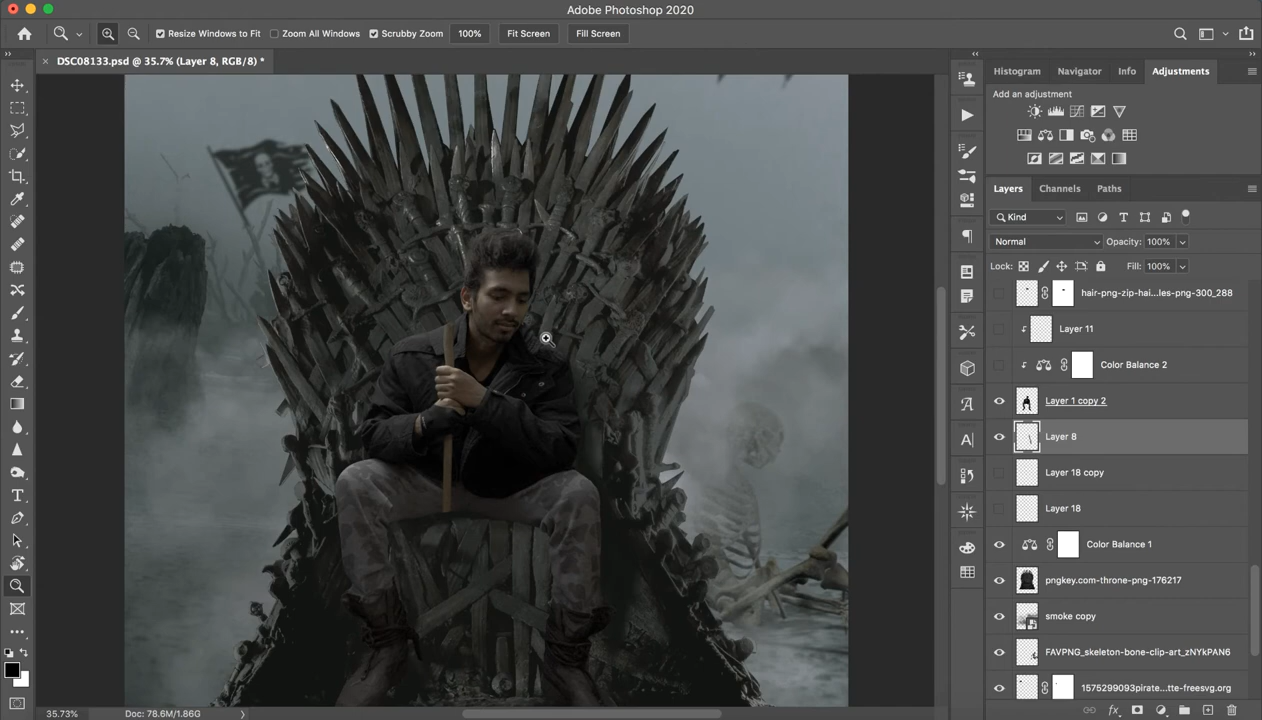 Adobe Photoshop 2020
Resize Windows to Fit Zoom All Windows Scrubby Zoom 100% Fit Screen Fill Screen
DSC08133.psd @ 35.7% (Layer 8, RGB/8) *
Histogram Navigator Info Adjustments
Add an adjustment
Layers Channels Paths
Kind
Normal Opacity: 100%
Lock: Fill: 100%
hair-png-zip-hai...les-png-300_288
Layer 11
Color Balance 2
Layer 1 copy 2
Layer 8
Layer 18 copy
Layer 18
Color Balance 1
pngkey.com-throne-png-176217
smoke copy
FAVPNG_skeleton-bone-clip-art_zNYkPAN6
1575299093pirate...tte-freesvg.org
35.73% Doc: 78.6M/1.86G